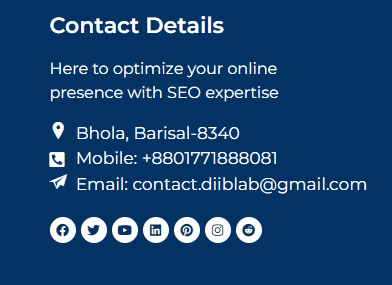 Contact Details
Here to optimize your online
presence with SEO expertise
Bhola, Barisal-8340
Mobile: +8801771888081
Email: contact.diiblab@gmail.com